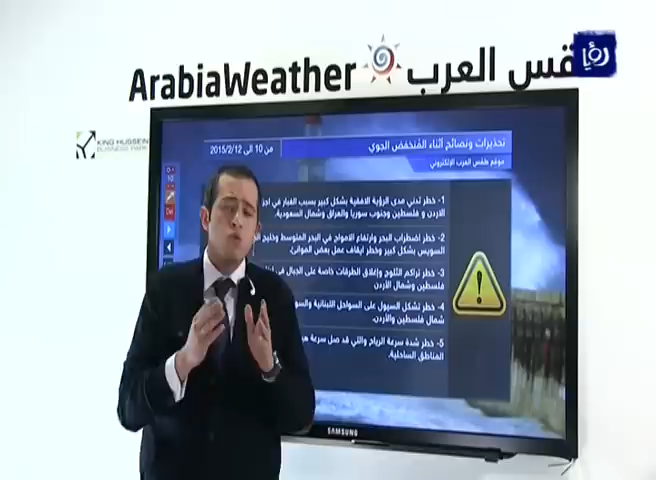 رؤيا
ArabiaWeather طقس العرب
KING HUSSEIN
BUSINESS PARK
تحذيرات ونصائح أثناء المُنخفض الجوي
من 10 الى 2015/2/12
موقع طقس العرب الإلكتروني
1- خطر تدني مدى الرؤية الافقية بشكل كبير بسبب الغبار في
الاردن و فلسطين وجنوب سوريا والعراق وشمال السعودية.
2- خطر اضطراب البحر وارتفاع الامواج في البحر المتوسط وخليج
السويس بشكل كبير وخطر ايقاف عمل بعض الموانئ.
3- خطر تراكم الثلوج وإغلاق الطرقات خاصة على الجبال في
فلسطين وشمال الأردن
4- خطر تشكل السيول على السواحل اللبنانية
شمال فلسطين والأردن.
5- خطر شدة سرعة الرياح والتي قد صل سرعة
المناطق الساحلية.
SAMSUNG